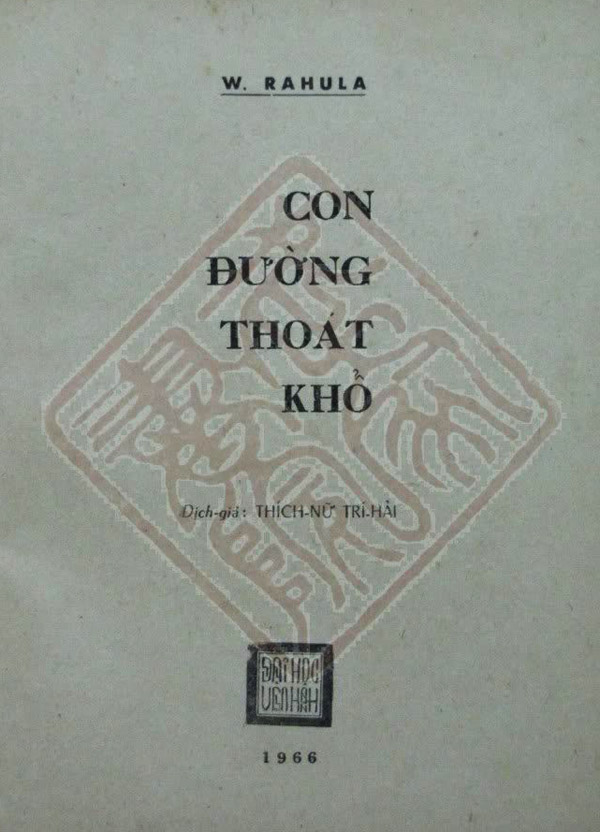 W. RAHULA
CON
ĐƯỜNG
THOÁT
KHỔ
Dịch-giả : THÍCH-NỮ TRÍ-HẢI
ĐẠI HỌC
VẠN HẠNH
1966